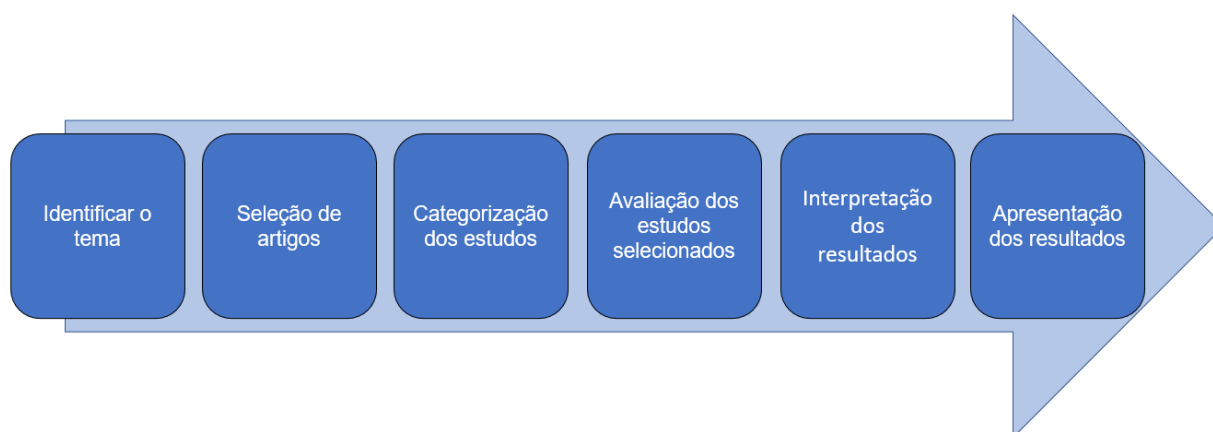 Identificar o
tema
Seleção de
artigos
Categorização
dos estudos
Avaliação dos
estudos
selecionados
Interpretação
dos
resultados
Apresentação
dos resultados